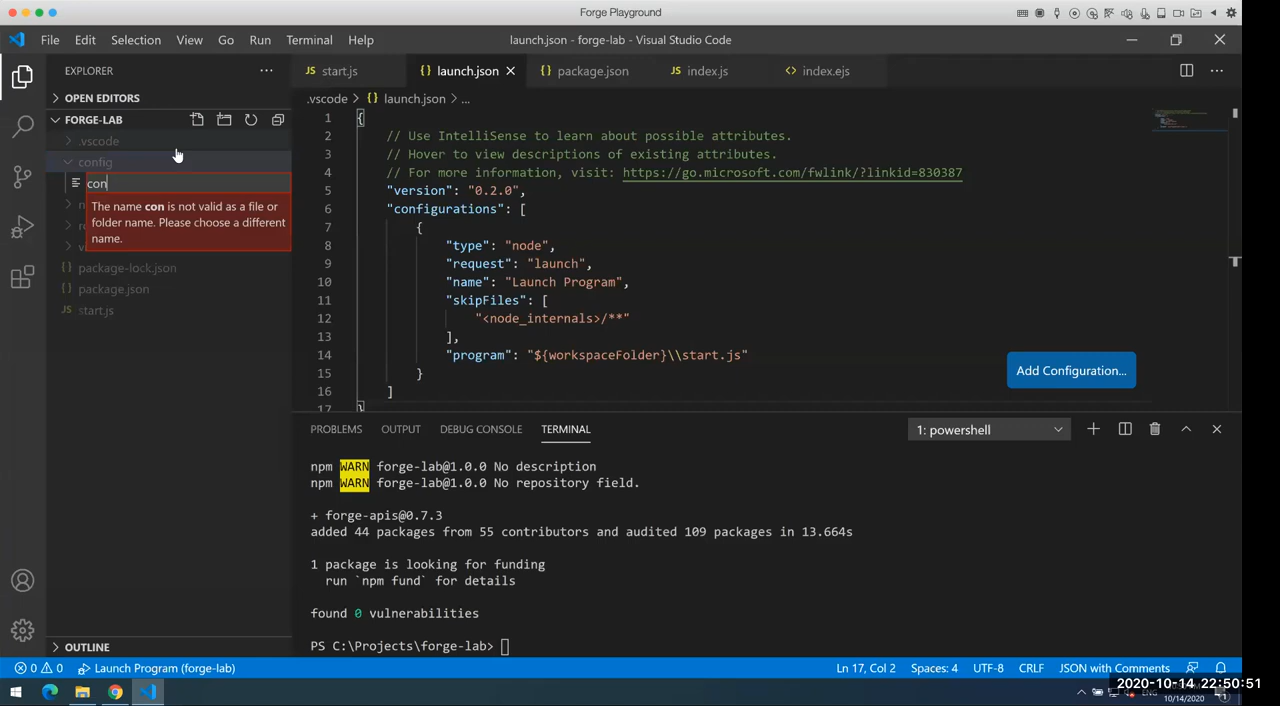 Forge Playground
File Edit Selection View Go Run Terminal Help
launch.json - forge-lab - Visual Studio Code
EXPLORER
start.js
launch.json
package.json
index.js
index.ejs
OPEN EDITORS
.vscode > launch.json > ...
FORGE-LAB
.vscode
config
con
The name con is not valid as a file or
folder name. Please choose a different
name.
package-lock.json
package.json
start.js
OUTLINE
1 {
2 // Use IntelliSense to learn about possible attributes.
3 // Hover to view descriptions of existing attributes.
4 // For more information, visit: https://go.microsoft.com/fwlink/?linkid=830387
5 "version": "0.2.0",
6 "configurations": [
7 {
8 "type": "node",
9 "request": "launch",
10 "name": "Launch Program",
11 "skipFiles": [
12 "<node_internals>/**"
13 ],
14 "program": "${workspaceFolder}\\start.js"
15 }
16 ]
17 }
Add Configuration...
PROBLEMS OUTPUT DEBUG CONSOLE TERMINAL
1: powershell
npm WARN forge-lab@1.0.0 No description
npm WARN forge-lab@1.0.0 No repository field.
+ forge-apis@0.7.3
added 44 packages from 55 contributors and audited 109 packages in 13.664s
1 package is looking for funding
run `npm fund` for details
found 0 vulnerabilities
PS C:\Projects\forge-lab>
0 0 Launch Program (forge-lab)
Ln 17, Col 2 Spaces: 4 UTF-8 CRLF JSON with Comments
2020-10-14 22:50:51
ENG
10/14/2020